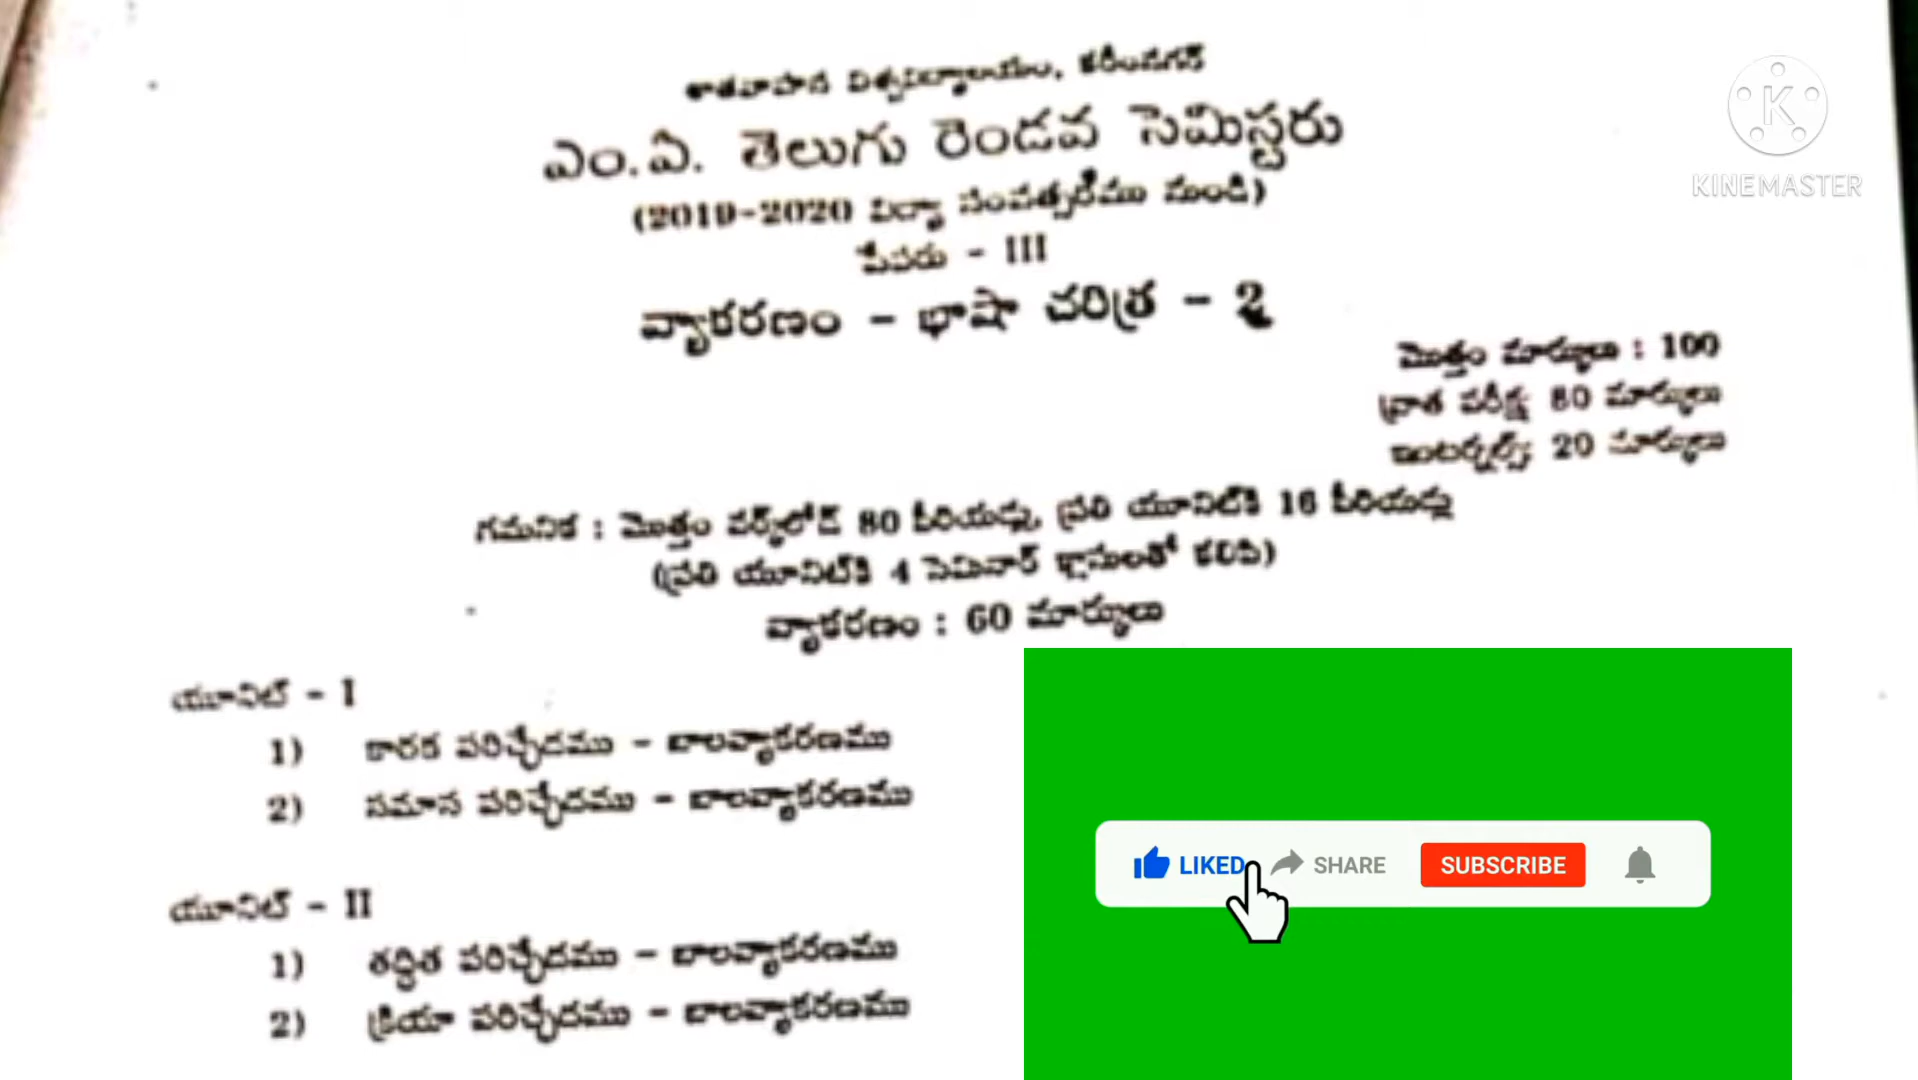 శాతవాహన విశ్వవిద్యాలయం, కరీంనగర్
ఎం.ఏ. తెలుగు రెండవ సెమిస్టరు
(2019-2020 విద్యా సంవత్సరము నుండి)
పేపరు - III
వ్యాకరణం - భాషా చరిత్ర - 2
మొత్తం మార్కులు : 100
వ్రాత పరీక్ష: 80 మార్కులు
ఇంటర్నల్స్: 20 మార్కులు
గమనిక : మొత్తం వర్క్‌లోడ్ 80 పీరియడ్లు, ప్రతి యూనిట్‌కి 16 పీరియడ్లు
(ప్రతి యూనిట్‌కి 4 సెమినార్ క్లాసులతో కలిపి)
వ్యాకరణం : 60 మార్కులు
యూనిట్ - I
1) కారక పరిచ్ఛేదము - బాలవ్యాకరణము
2) సమాస పరిచ్ఛేదము - బాలవ్యాకరణము
యూనిట్ - II
1) తద్ధిత పరిచ్ఛేదము - బాలవ్యాకరణము
2) క్రియా పరిచ్ఛేదము - బాలవ్యాకరణము
K
KINEMASTER
LIKED SHARE SUBSCRIBE